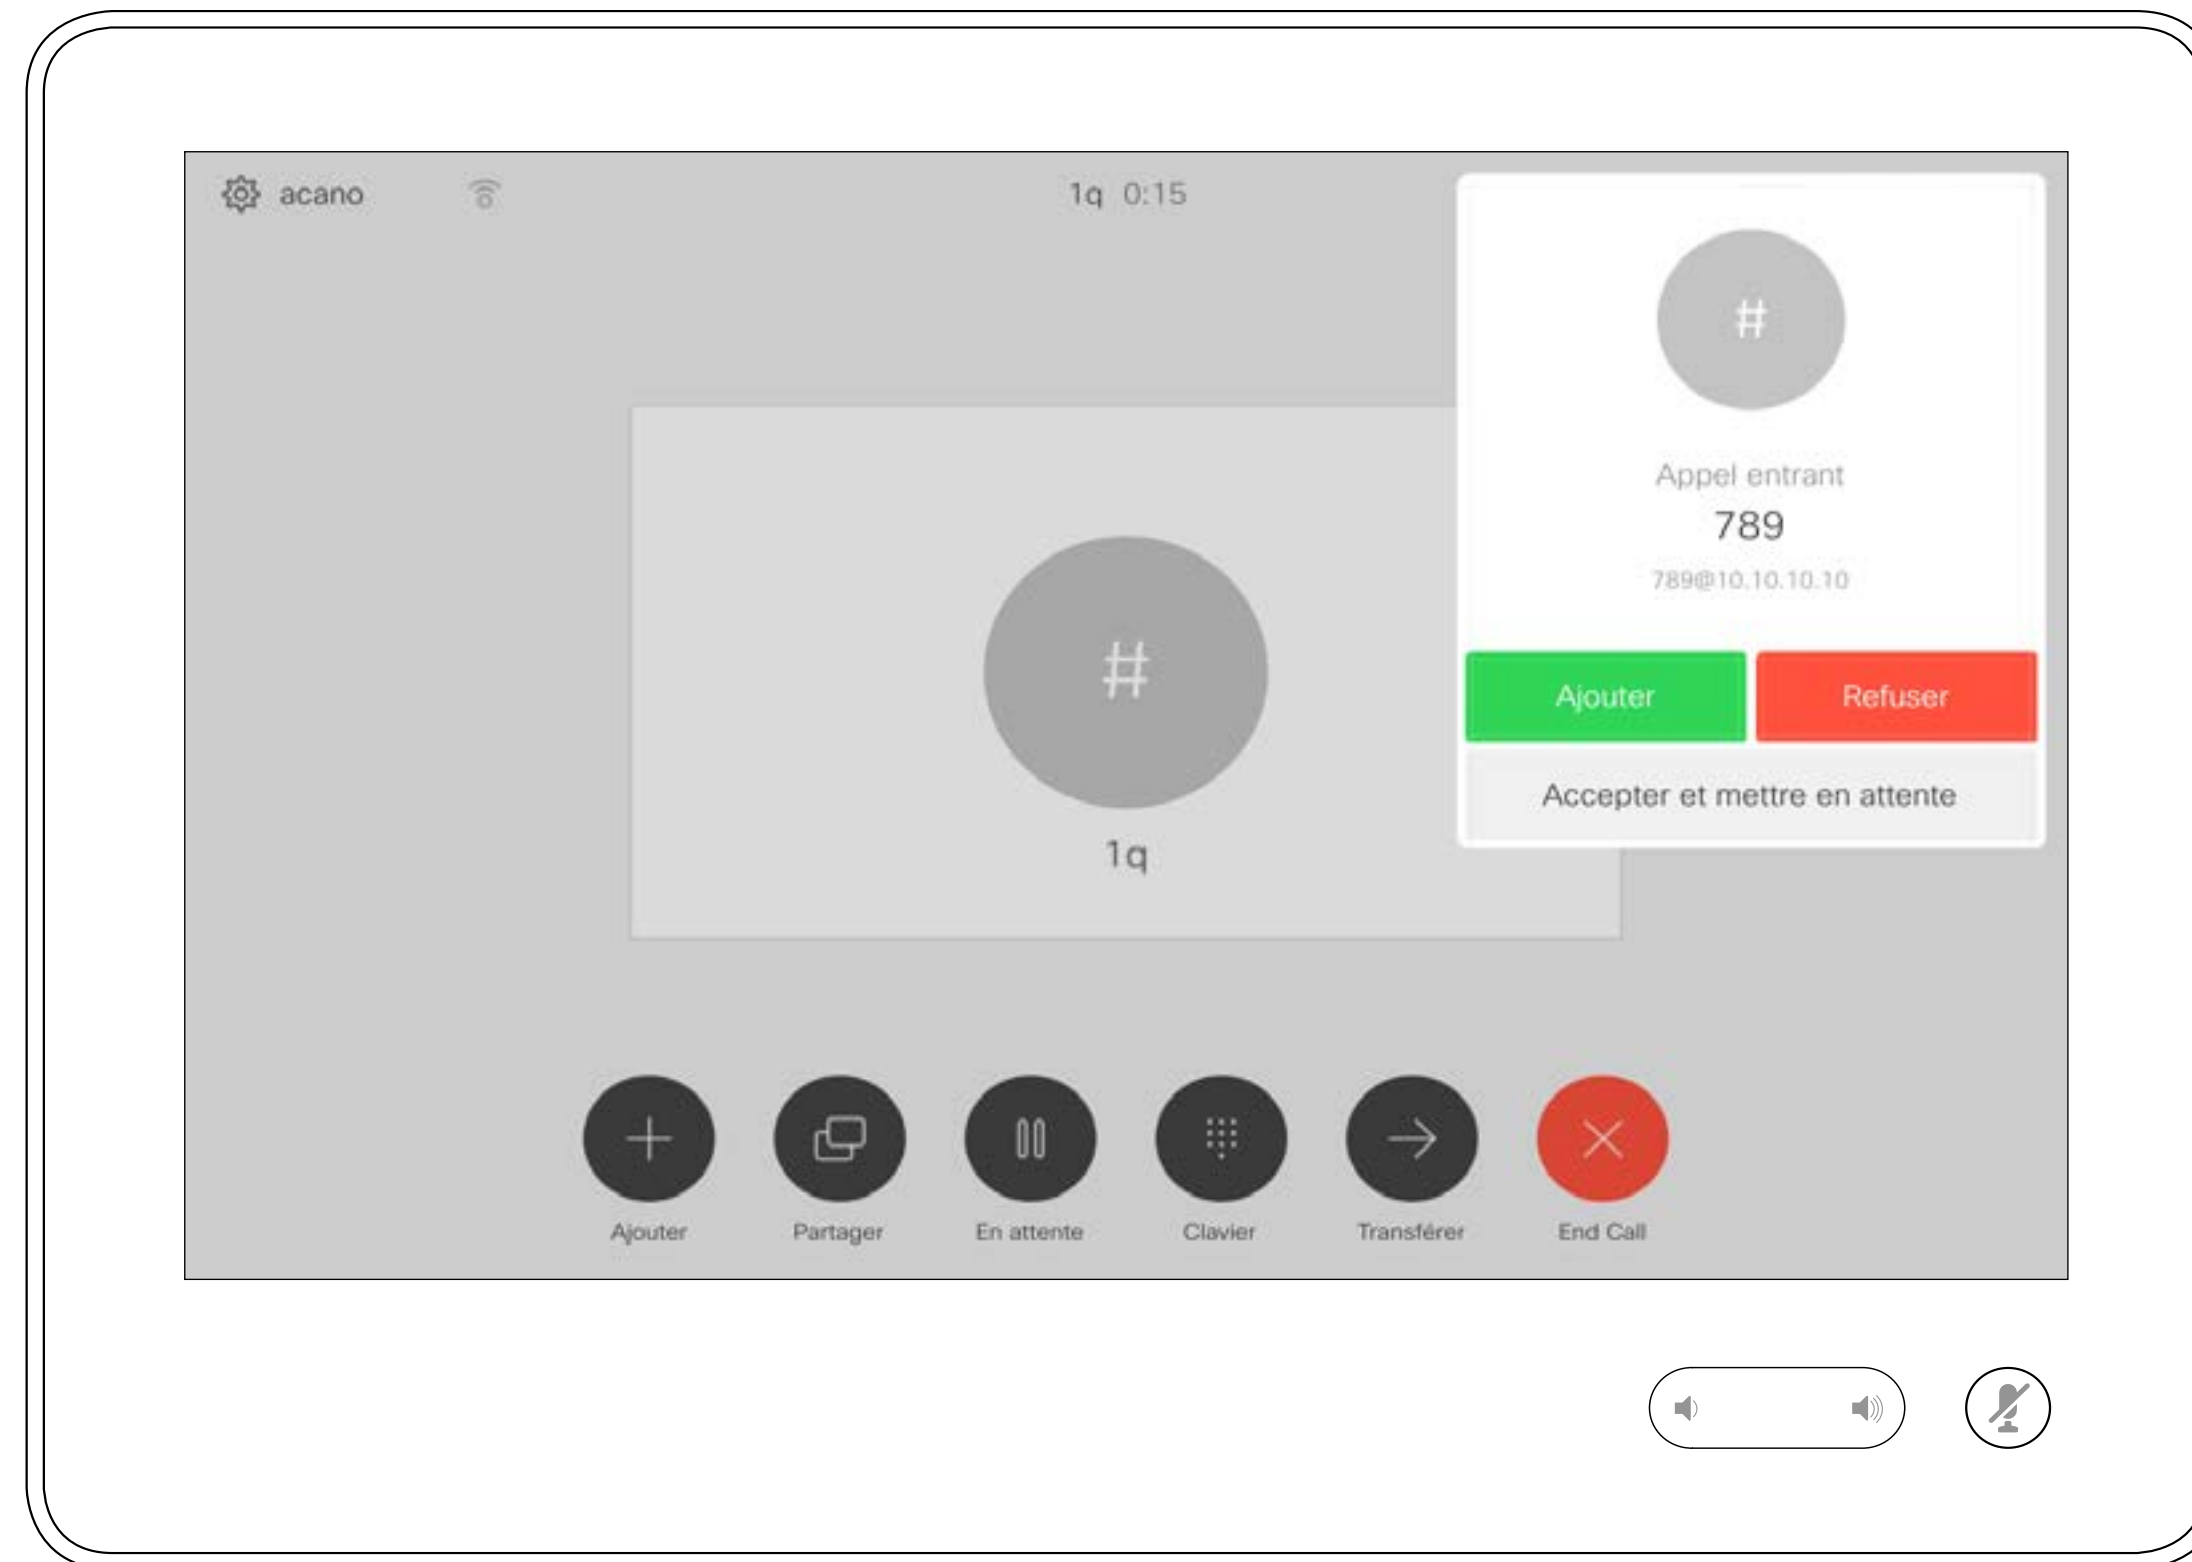 acano
1q 0:15
#
Appel entrant
789
789@10.10.10.10
Ajouter
Refuser
Accepter et mettre en attente
#
1q
Ajouter
Partager
En attente
Clavier
Transférer
End Call